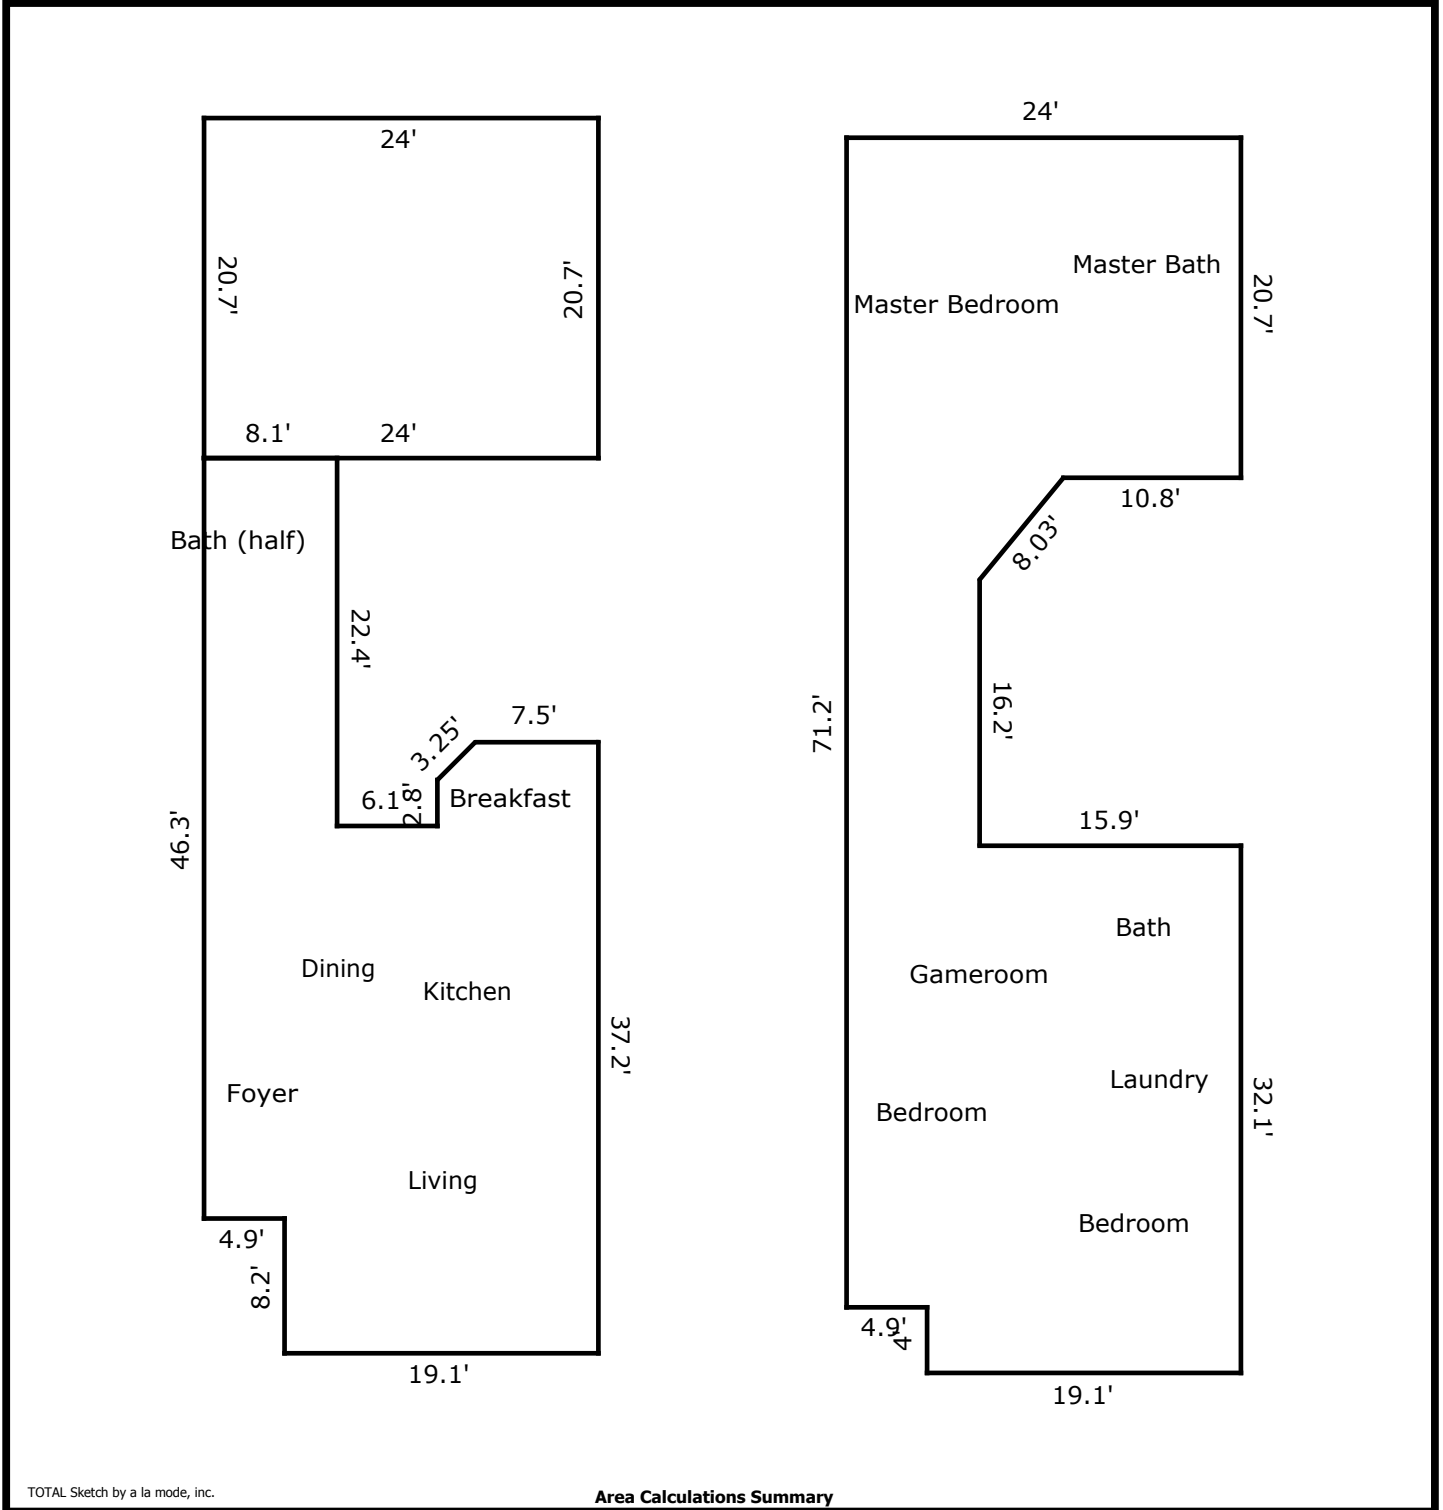 24'
24'
20.7'
20.7'
20.7'
Master Bath
Master Bedroom
8.1'
24'
10.8'
8.03'
Bath (half)
22.4'
16.2'
71.2'
7.5'
3.25'
6.1'
2.8'
Breakfast
15.9'
46.3'
Bath
Dining
Gameroom
Kitchen
37.2'
Foyer
Laundry
32.1'
Bedroom
Living
Bedroom
4.9'
8.2'
4.9'
4'
19.1'
19.1'
TOTAL Sketch by a la mode, inc.
Area Calculations Summary